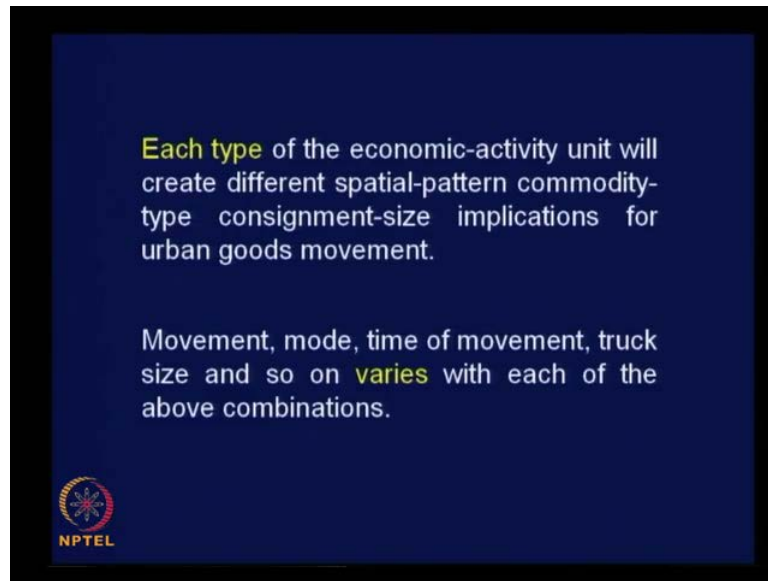 Each type of the economic-activity unit will
create different spatial-pattern commodity-
type consignment-size implications for
urban goods movement.
Movement, mode, time of movement, truck
size and so on varies with each of the
above combinations.
NPTEL